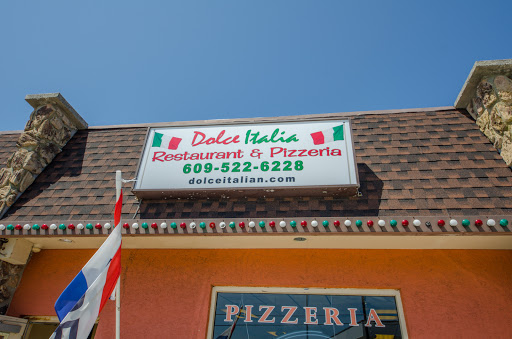 Dolce Italia
Restaurant & Pizzeria
609-522-6228
dolceitalian.com
PIZZERIA